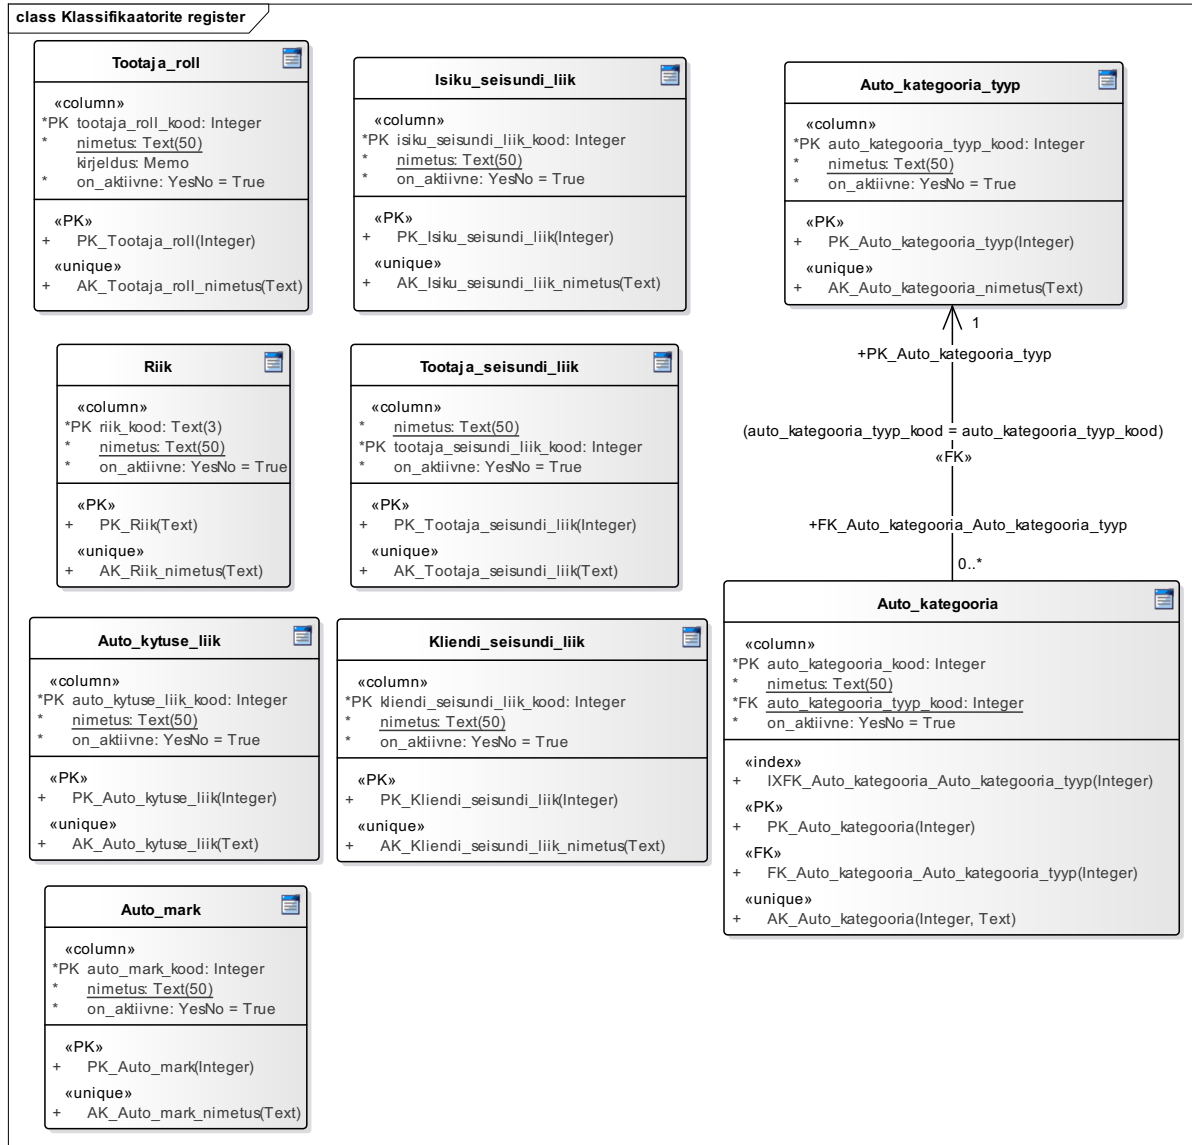 class Klassifikaatorite register
Tootaja_roll
«column»
*PK tootaja_roll_kood: Integer
* nimetus: Text(50)
kirjeldus: Memo
* on_aktiivne: YesNo = True
«PK»
+ PK_Tootaja_roll(Integer)
«unique»
+ AK_Tootaja_roll_nimetus(Text)
Isiku_seisundi_liik
«column»
*PK isiku_seisundi_liik_kood: Integer
* nimetus: Text(50)
* on_aktiivne: YesNo = True
«PK»
+ PK_Isiku_seisundi_liik(Integer)
«unique»
+ AK_Isiku_seisundi_liik_nimetus(Text)
Auto_kategooria_tyyp
«column»
*PK auto_kategooria_tyyp_kood: Integer
* nimetus: Text(50)
* on_aktiivne: YesNo = True
«PK»
+ PK_Auto_kategooria_tyyp(Integer)
«unique»
+ AK_Auto_kategooria_nimetus(Text)
1
+PK_Auto_kategooria_tyyp
(auto_kategooria_tyyp_kood = auto_kategooria_tyyp_kood)
«FK»
+FK_Auto_kategooria_Auto_kategooria_tyyp
0..*
Riik
«column»
*PK riik_kood: Text(3)
* nimetus: Text(50)
* on_aktiivne: YesNo = True
«PK»
+ PK_Riik(Text)
«unique»
+ AK_Riik_nimetus(Text)
Tootaja_seisundi_liik
«column»
* nimetus: Text(50)
*PK tootaja_seisundi_liik_kood: Integer
* on_aktiivne: YesNo = True
«PK»
+ PK_Tootaja_seisundi_liik(Integer)
«unique»
+ AK_Tootaja_seisundi_liik(Text)
Auto_kategooria
«column»
*PK auto_kategooria_kood: Integer
* nimetus: Text(50)
*FK auto_kategooria_tyyp_kood: Integer
* on_aktiivne: YesNo = True
«index»
+ IXFK_Auto_kategooria_Auto_kategooria_tyyp(Integer)
«PK»
+ PK_Auto_kategooria(Integer)
«FK»
+ FK_Auto_kategooria_Auto_kategooria_tyyp(Integer)
«unique»
+ AK_Auto_kategooria(Integer, Text)
Auto_kytuse_liik
«column»
*PK auto_kytuse_liik_kood: Integer
* nimetus: Text(50)
* on_aktiivne: YesNo = True
«PK»
+ PK_Auto_kytuse_liik(Integer)
«unique»
+ AK_Auto_kytuse_liik(Text)
Kliendi_seisundi_liik
«column»
*PK kliendi_seisundi_liik_kood: Integer
* nimetus: Text(50)
* on_aktiivne: YesNo = True
«PK»
+ PK_Kliendi_seisundi_liik(Integer)
«unique»
+ AK_Kliendi_seisundi_liik_nimetus(Text)
Auto_mark
«column»
*PK auto_mark_kood: Integer
* nimetus: Text(50)
* on_aktiivne: YesNo = True
«PK»
+ PK_Auto_mark(Integer)
«unique»
+ AK_Auto_mark_nimetus(Text)